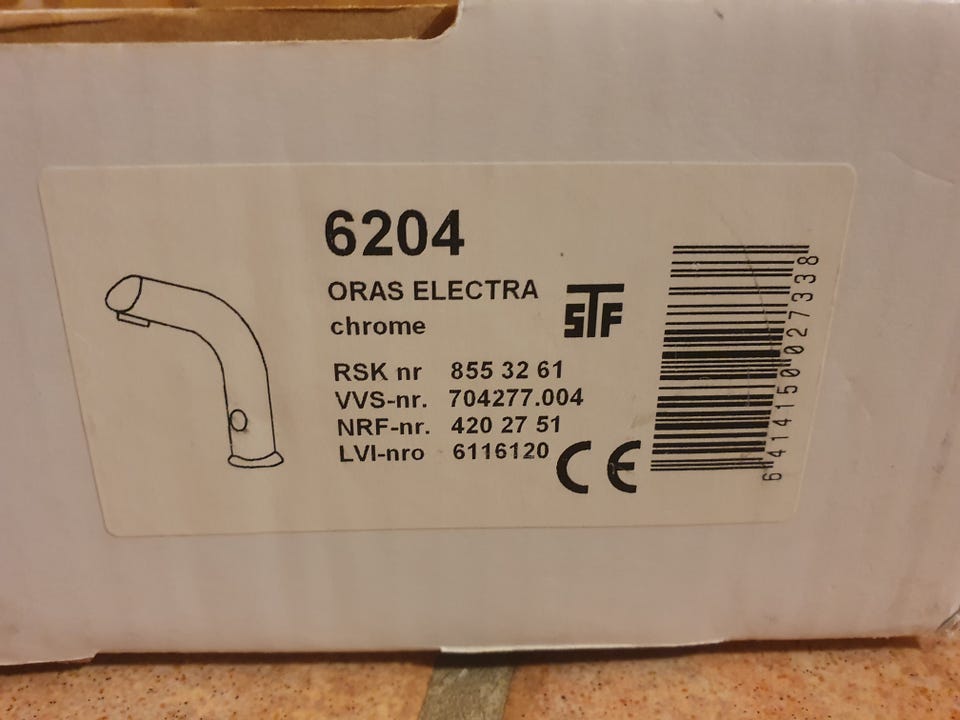 6204
ORAS ELECTRA
chrome
STF
RSK nr 855 32 61
VVS-nr. 704277.004
NRF-nr. 420 27 51
LVI-nro 6116120
CE
6414150027338